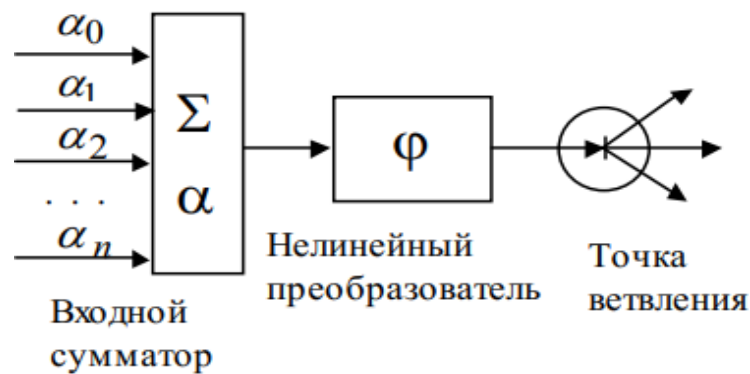 α0
α1
α2
. . .
αn
Σ
α
φ
Входной
сумматор
Нелинейный
преобразователь
Точка
ветвления